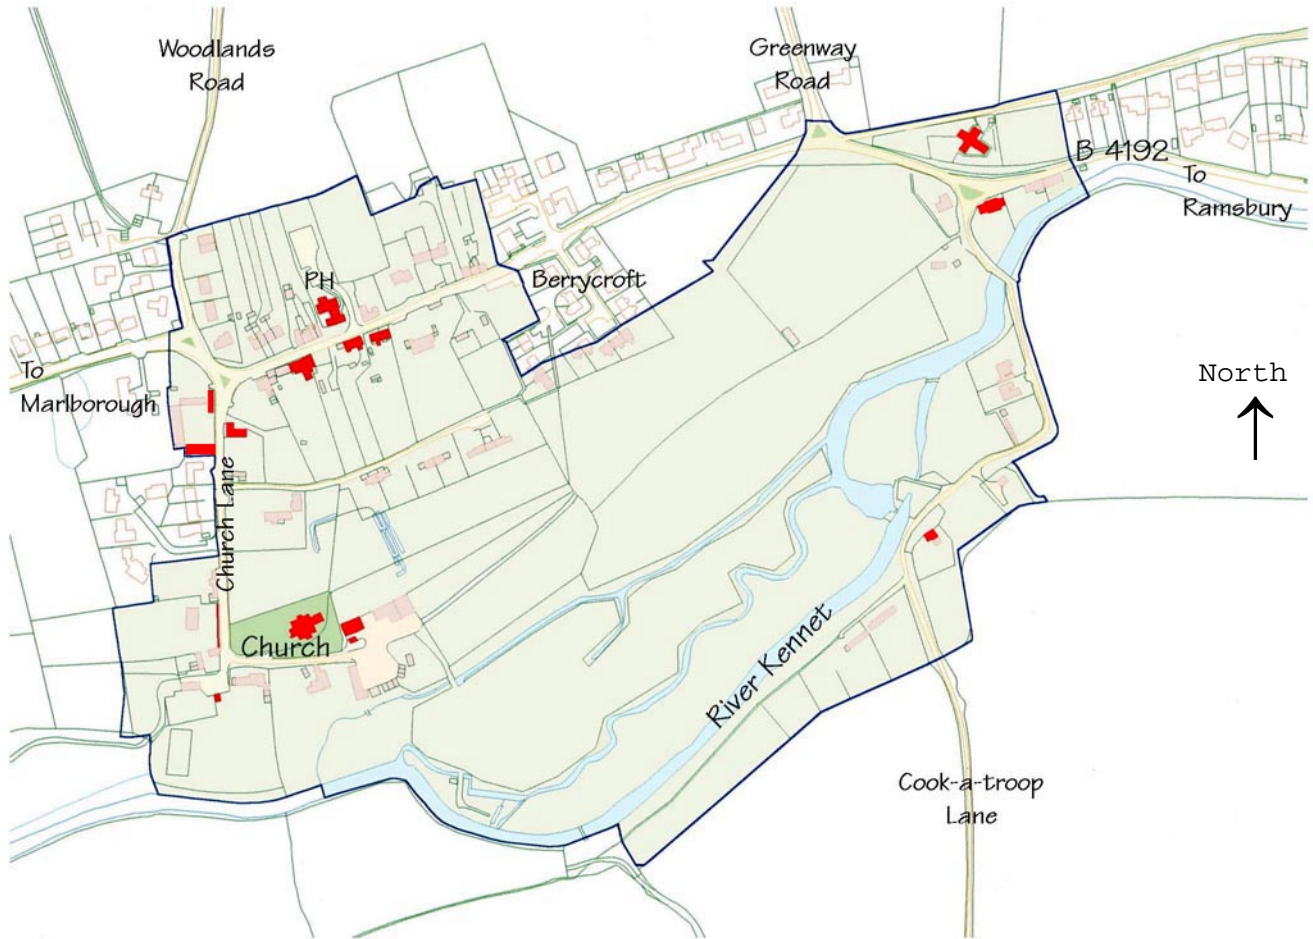 Woodlands
Road
Greenway
Road
B 4192
To
Ramsbury
PH
Berrycroft
To
Marlborough
North
Church Lane
Church
River Kennet
Cook-a-troop
Lane